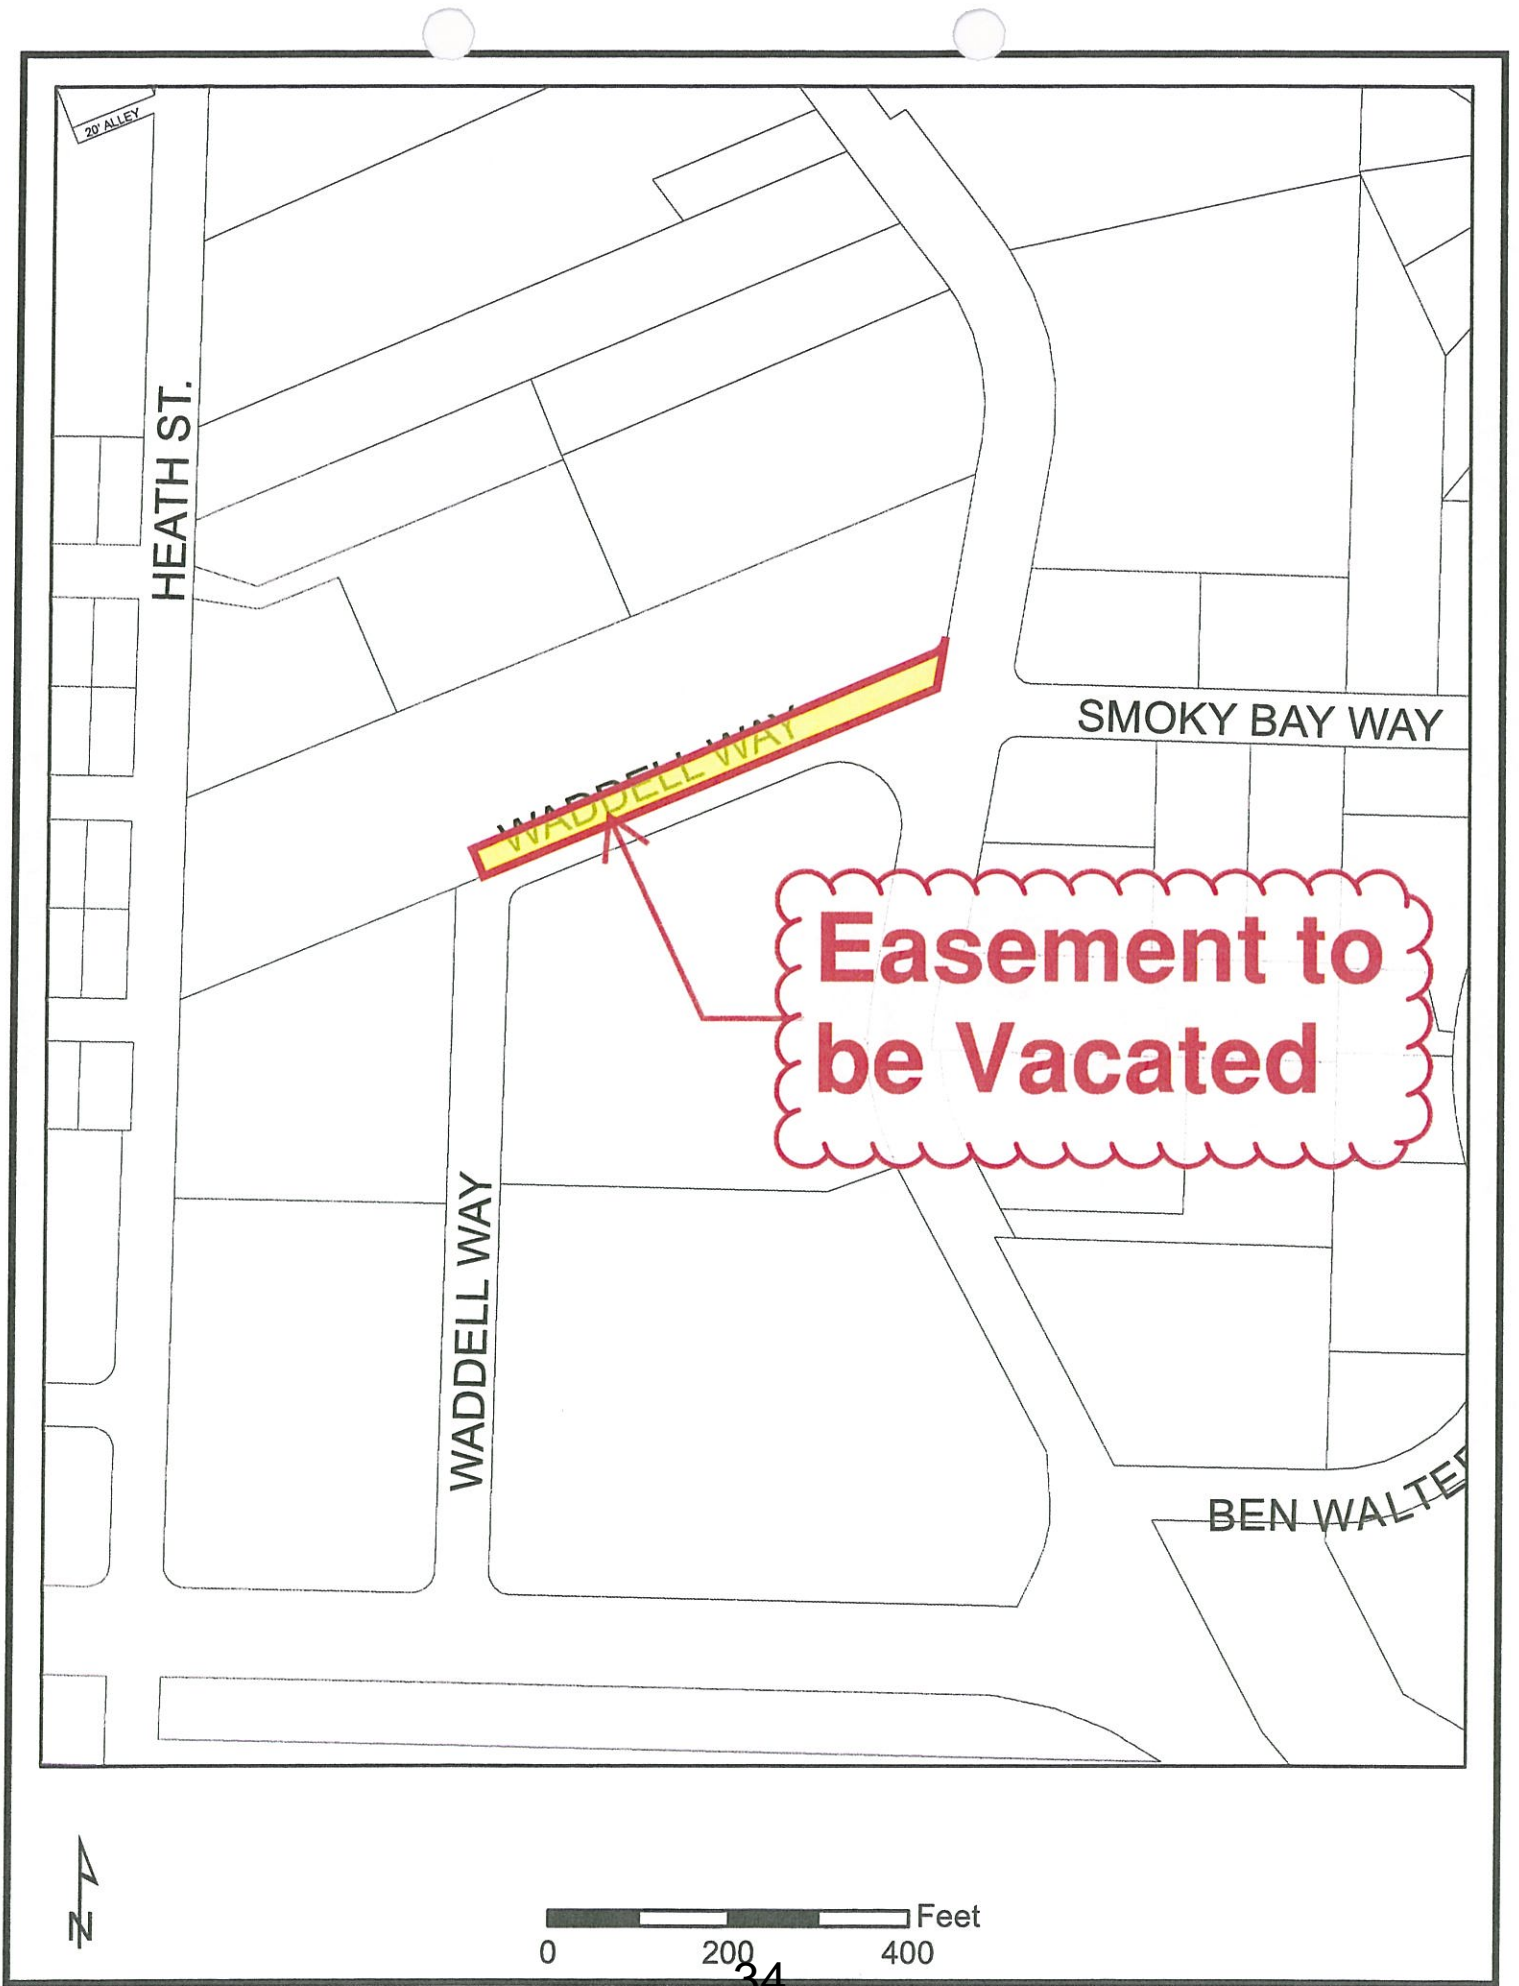 20' ALLEY
HEATH ST.
SMOKY BAY WAY
WADDELL WAY
Easement to
be Vacated
WADDELL WAY
BEN WALTER
N
Feet
0 200 400
34